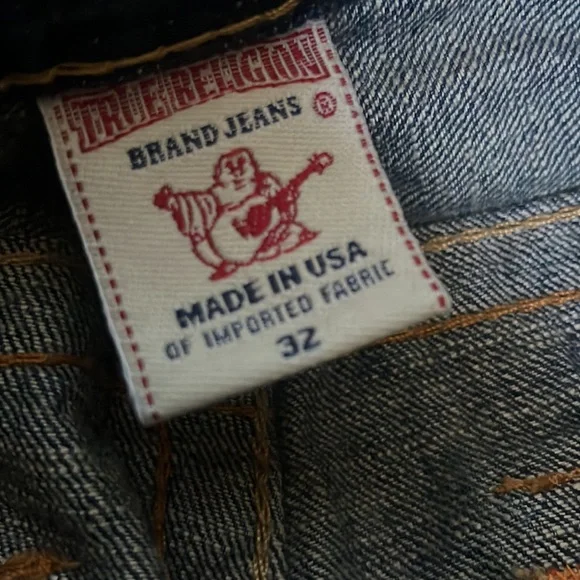 TRUE RELIGION
BRAND JEANS ®
MADE IN USA
OF IMPORTED FABRIC
32